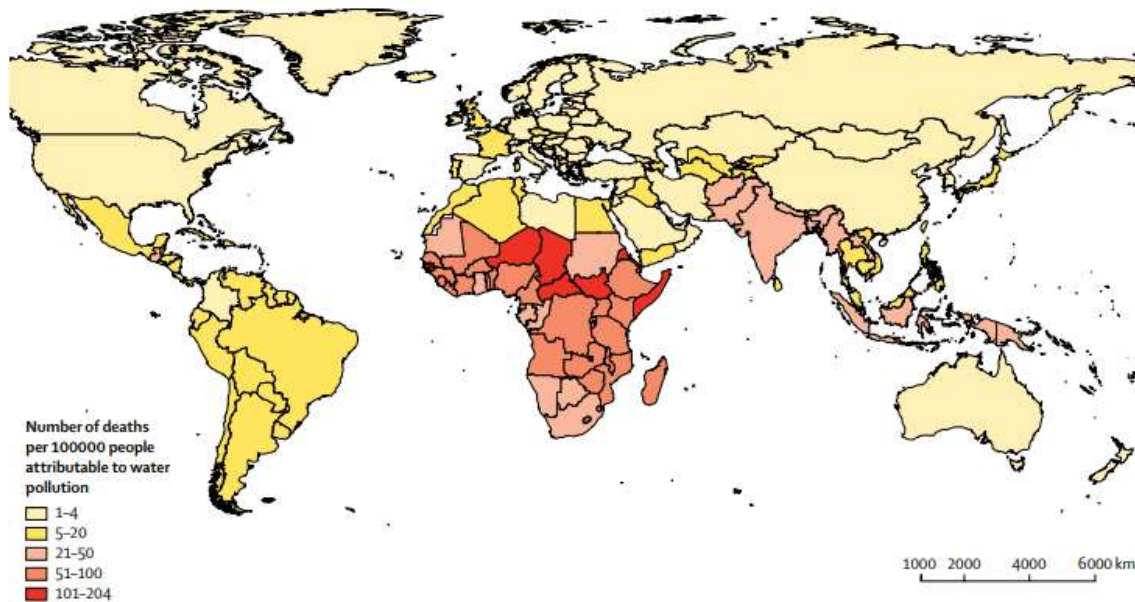 Number of deaths
per 100000 people
attributable to water
pollution
1–4
5–20
21–50
51–100
101–204
1000 2000 4000 6000 km